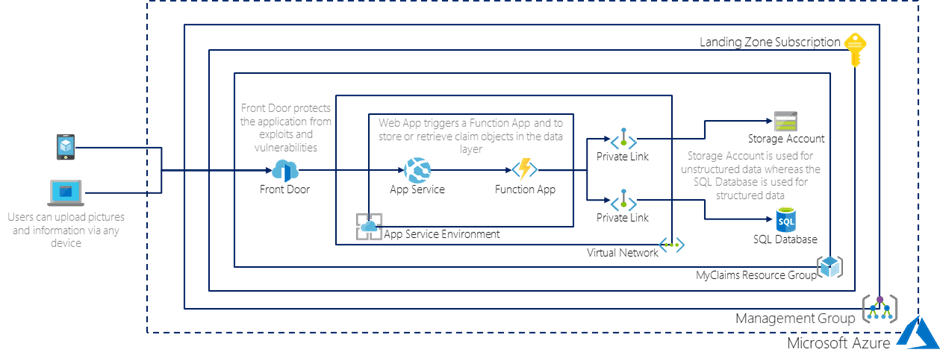 Landing Zone Subscription
Front Door protects
the application from
exploits and
vulnerabilities
Web App triggers a Function App and to
store or retrieve claim objects in the data
layer
Storage Account
Private Link
Front Door
App Service
Function App
Storage Account is used for
unstructured data whereas the
SQL Database is used for
structured data
Users can upload pictures
and information via any
device
Private Link
SQL
SQL Database
App Service Environment
Virtual Network
MyClaims Resource Group
Management Group
Microsoft Azure